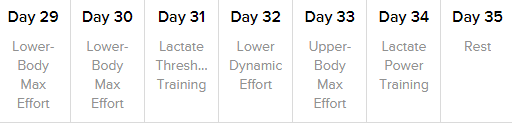 Day 29 Day 30 Day 31 Day 32 Day 33 Day 34 Day 35
Lower- Lower- Lactate Lower Upper- Lactate Rest
Body Body Thresh... Dynamic Body Power
Max Max Training Effort Max Training
Effort Effort Effort